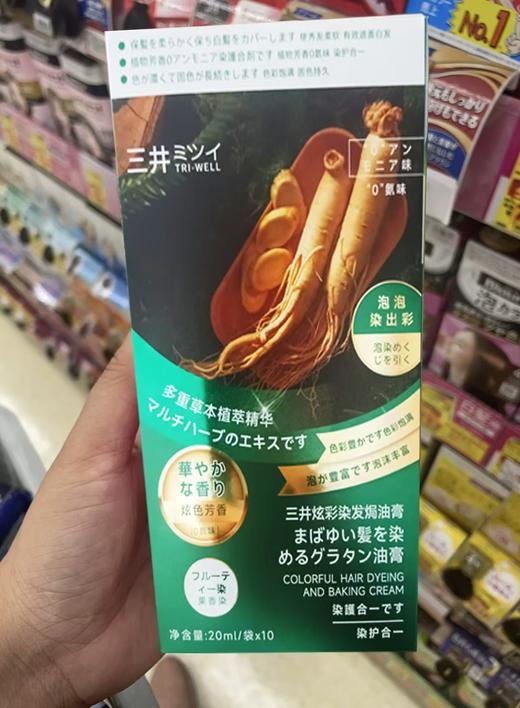 保髪を柔らかく保ち白髪をカバーします 使秀发柔软 有效遮盖白发
植物芳香0アンモニア染護合剤です 植物芳香0氨味 染护合一
色が濃くて固色が長続きします 色彩饱满 固色持久
No.1
三井 ミツイ
TRI-WELL
"0"アン
モニア味
"0"氨味
泡泡
染出彩
泡染めく
じを引く
多重草本植萃精华
マルチハーブのエキスです
色彩豊かです色彩饱满
泡が豊富です泡沫丰富
華やか
な香り
炫色芳香
フルーテ
ィー染
果香染
三井炫彩染发焗油膏
まばゆい髪を染
めるグラタン油膏
COLORFUL HAIR DYEING
AND BAKING CREAM
染護合一です
染护合一
净含量:20ml/袋x10